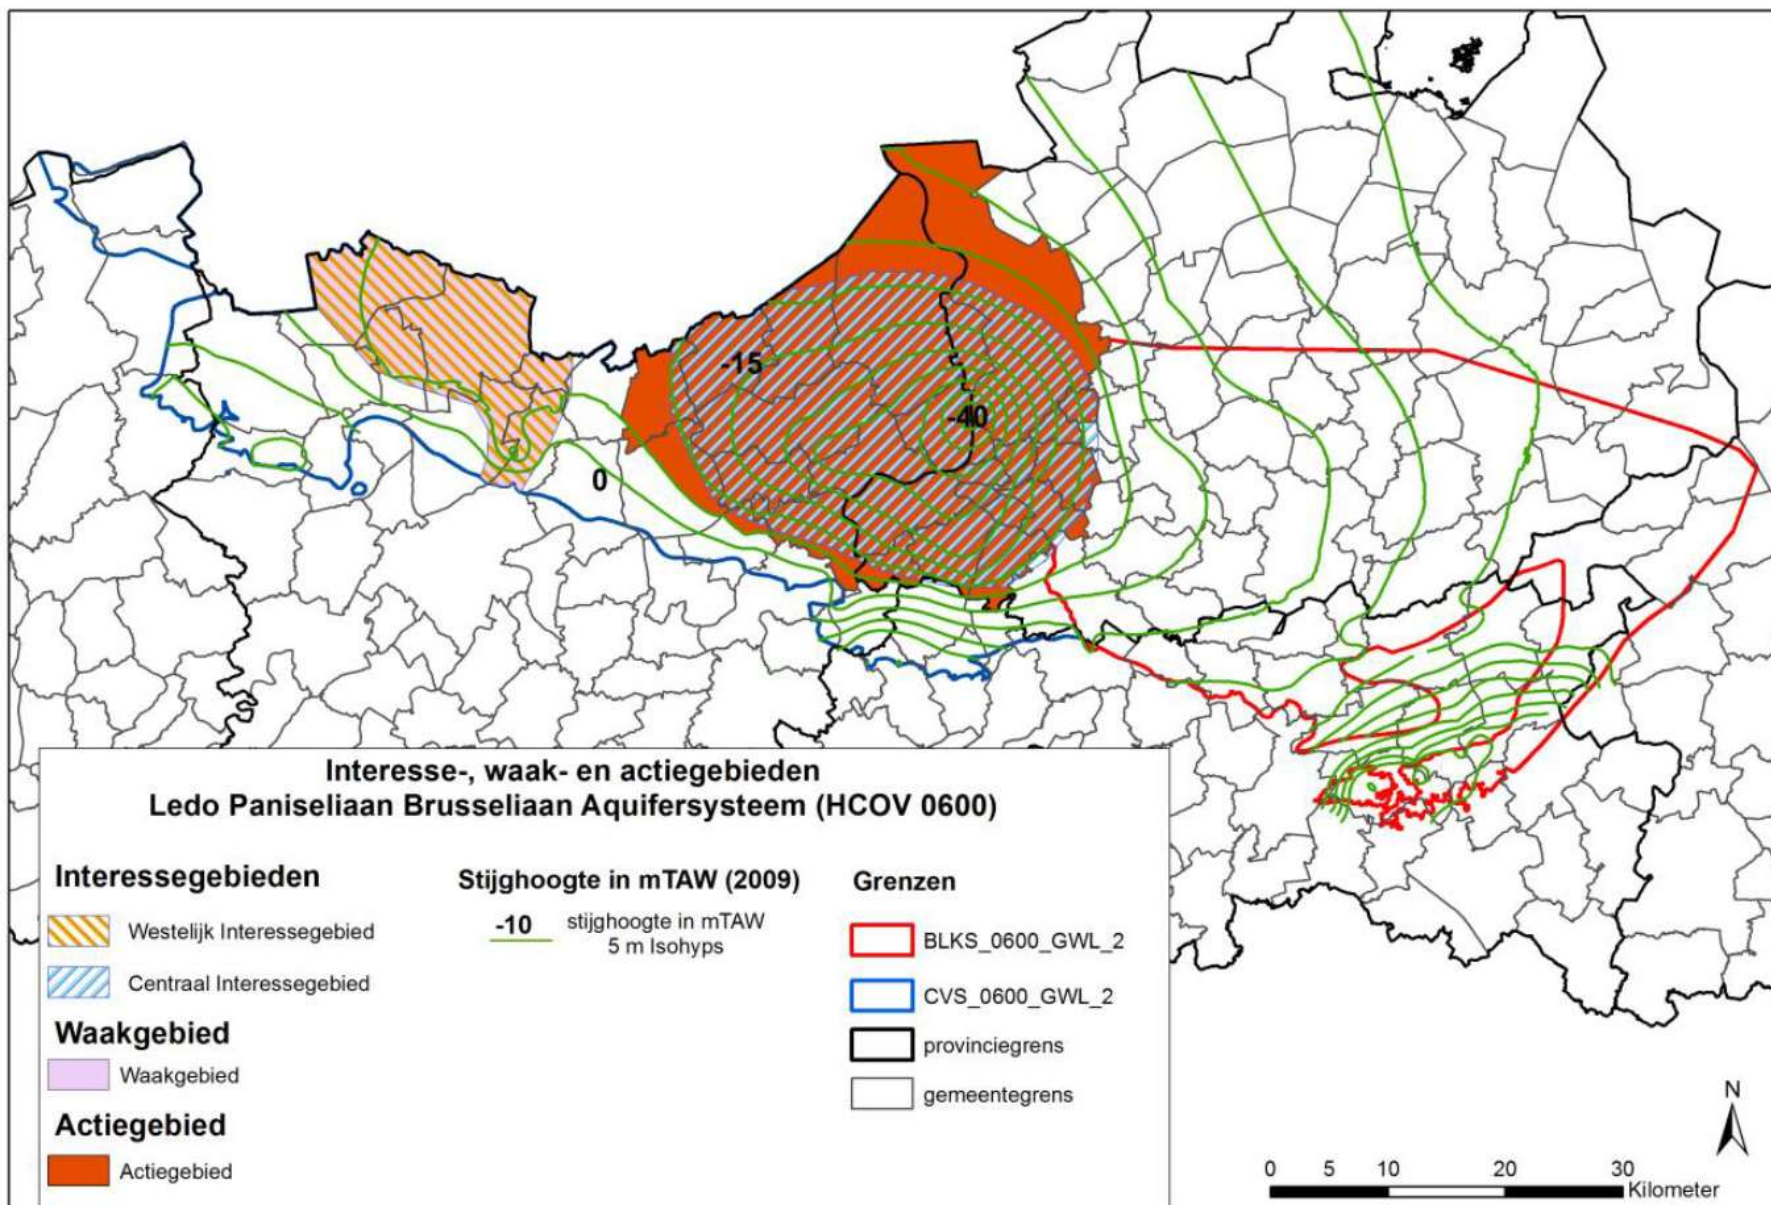 -15
-40
0
Interesse-, waak- en actiegebieden
Ledo Paniseliaan Brusseliaan Aquifersysteem (HCOV 0600)
Interessegebieden
Westelijk Interessegebied
Centraal Interessegebied
Waakgebied
Waakgebied
Actiegebied
Actiegebied
Stijghoogte in mTAW (2009)
-10 stijghoogte in mTAW
5 m Isohyps
Grenzen
BLKS_0600_GWL_2
CVS_0600_GWL_2
provinciegrens
gemeentegrens
N
0 5 10 20 30
Kilometer